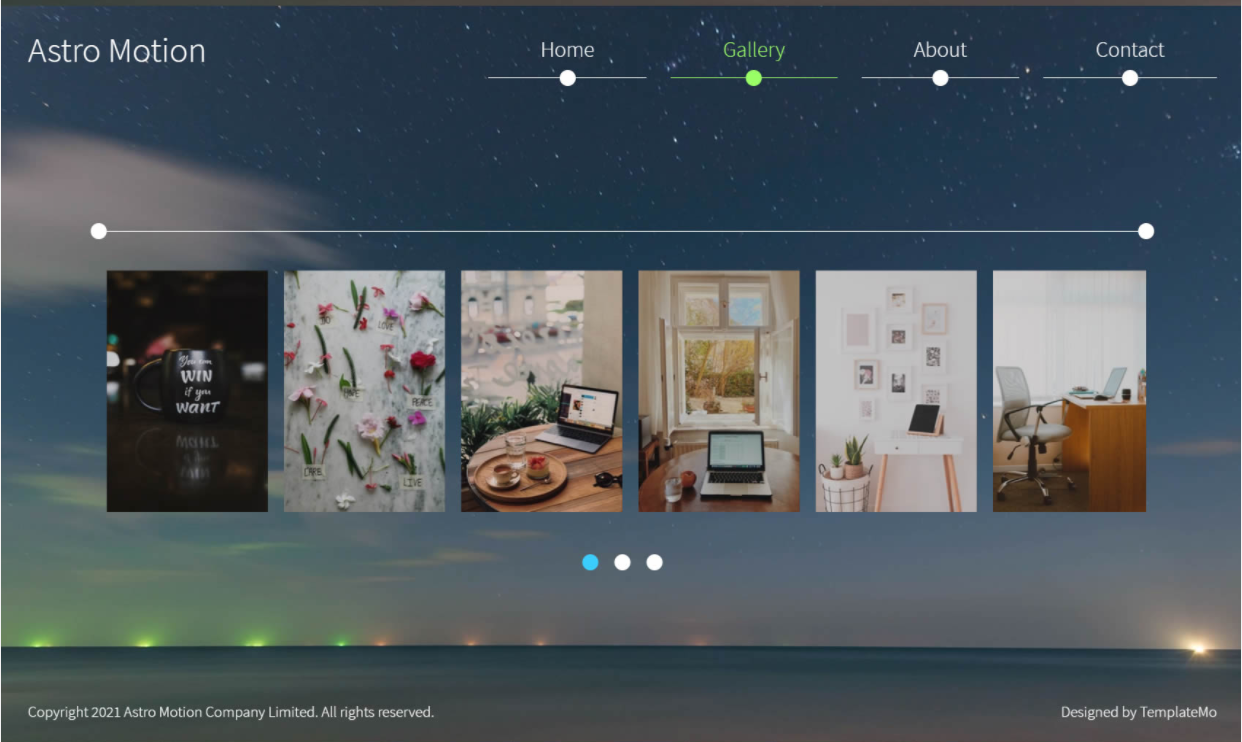 Astro Motion
Home
Gallery
About
Contact
You can
WIN
if you
WANT
LOVE
PEACE
LIVE
Copyright 2021 Astro Motion Company Limited. All rights reserved.
Designed by TemplateMo